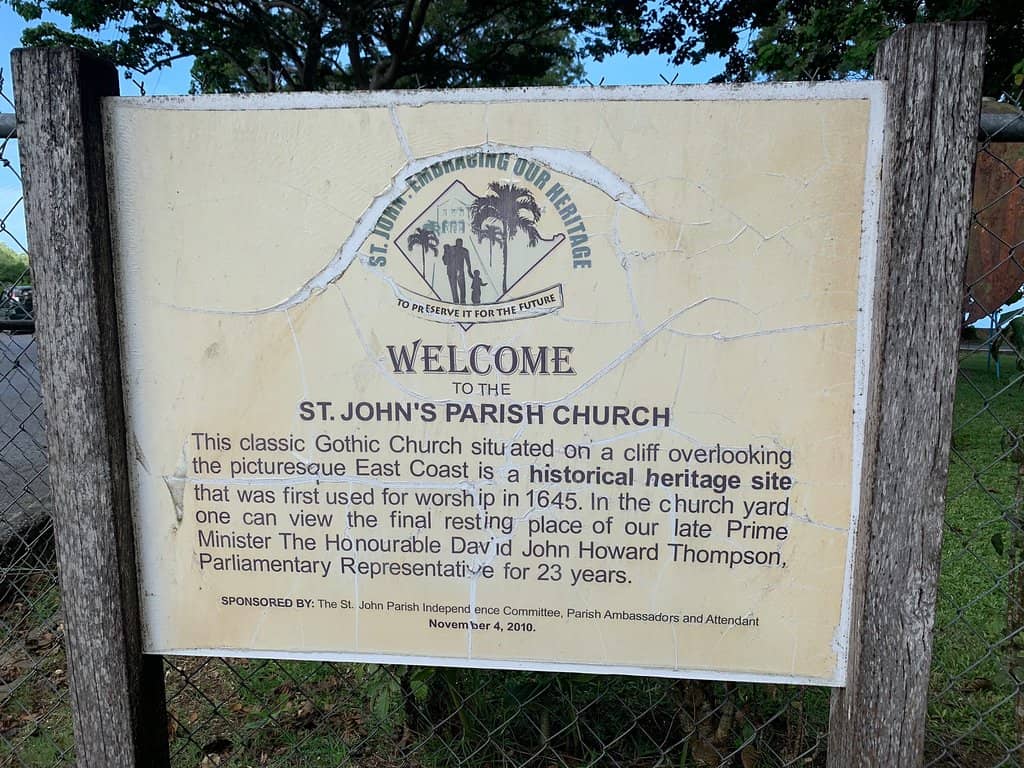 ST. JOHN: EMBRACING OUR HERITAGE
TO PRESERVE IT FOR THE FUTURE
WELCOME
TO THE
ST. JOHN'S PARISH CHURCH
This classic Gothic Church situated on a cliff overlooking
the picturesque East Coast is a historical heritage site
that was first used for worship in 1645. In the church yard
one can view the final resting place of our late Prime
Minister The Honourable David John Howard Thompson,
Parliamentary Representative for 23 years.
SPONSORED BY: The St. John Parish Independence Committee, Parish Ambassadors and Attendant
November 4, 2010.